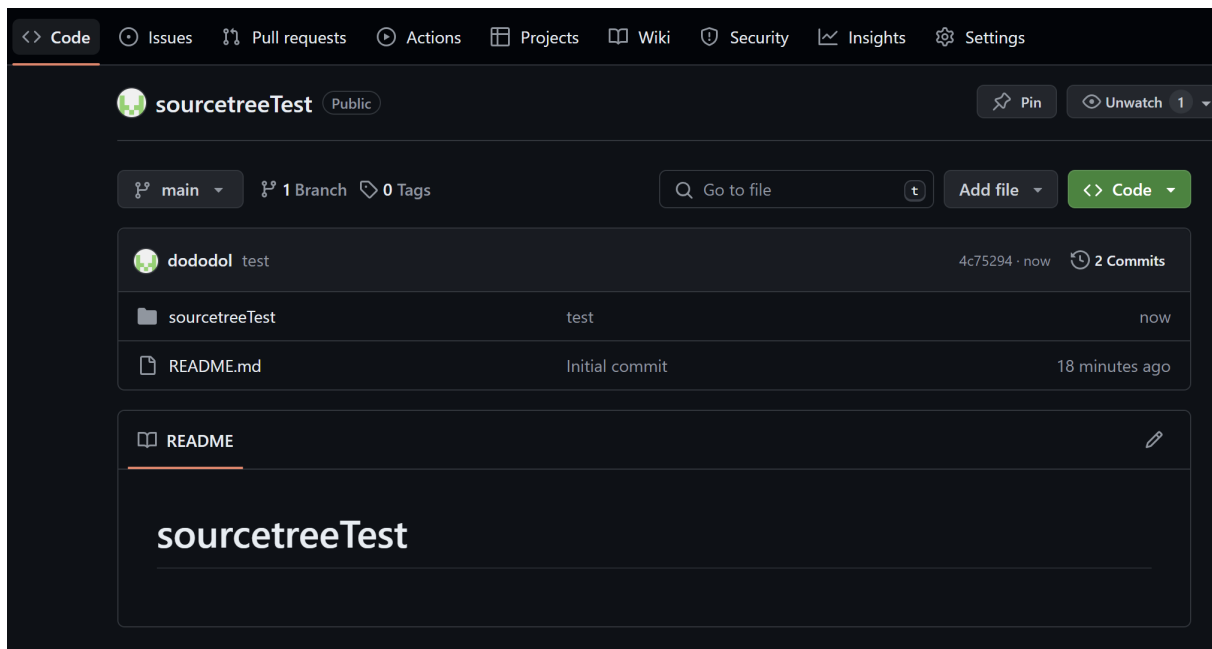 <> Code Issues Pull requests Actions Projects Wiki Security Insights Settings
sourcetreeTest Public Pin Unwatch 1
main 1 Branch 0 Tags Go to file t Add file <> Code
dododol test 4c75294 · now 2 Commits
sourcetreeTest test now
README.md Initial commit 18 minutes ago
README
sourcetreeTest